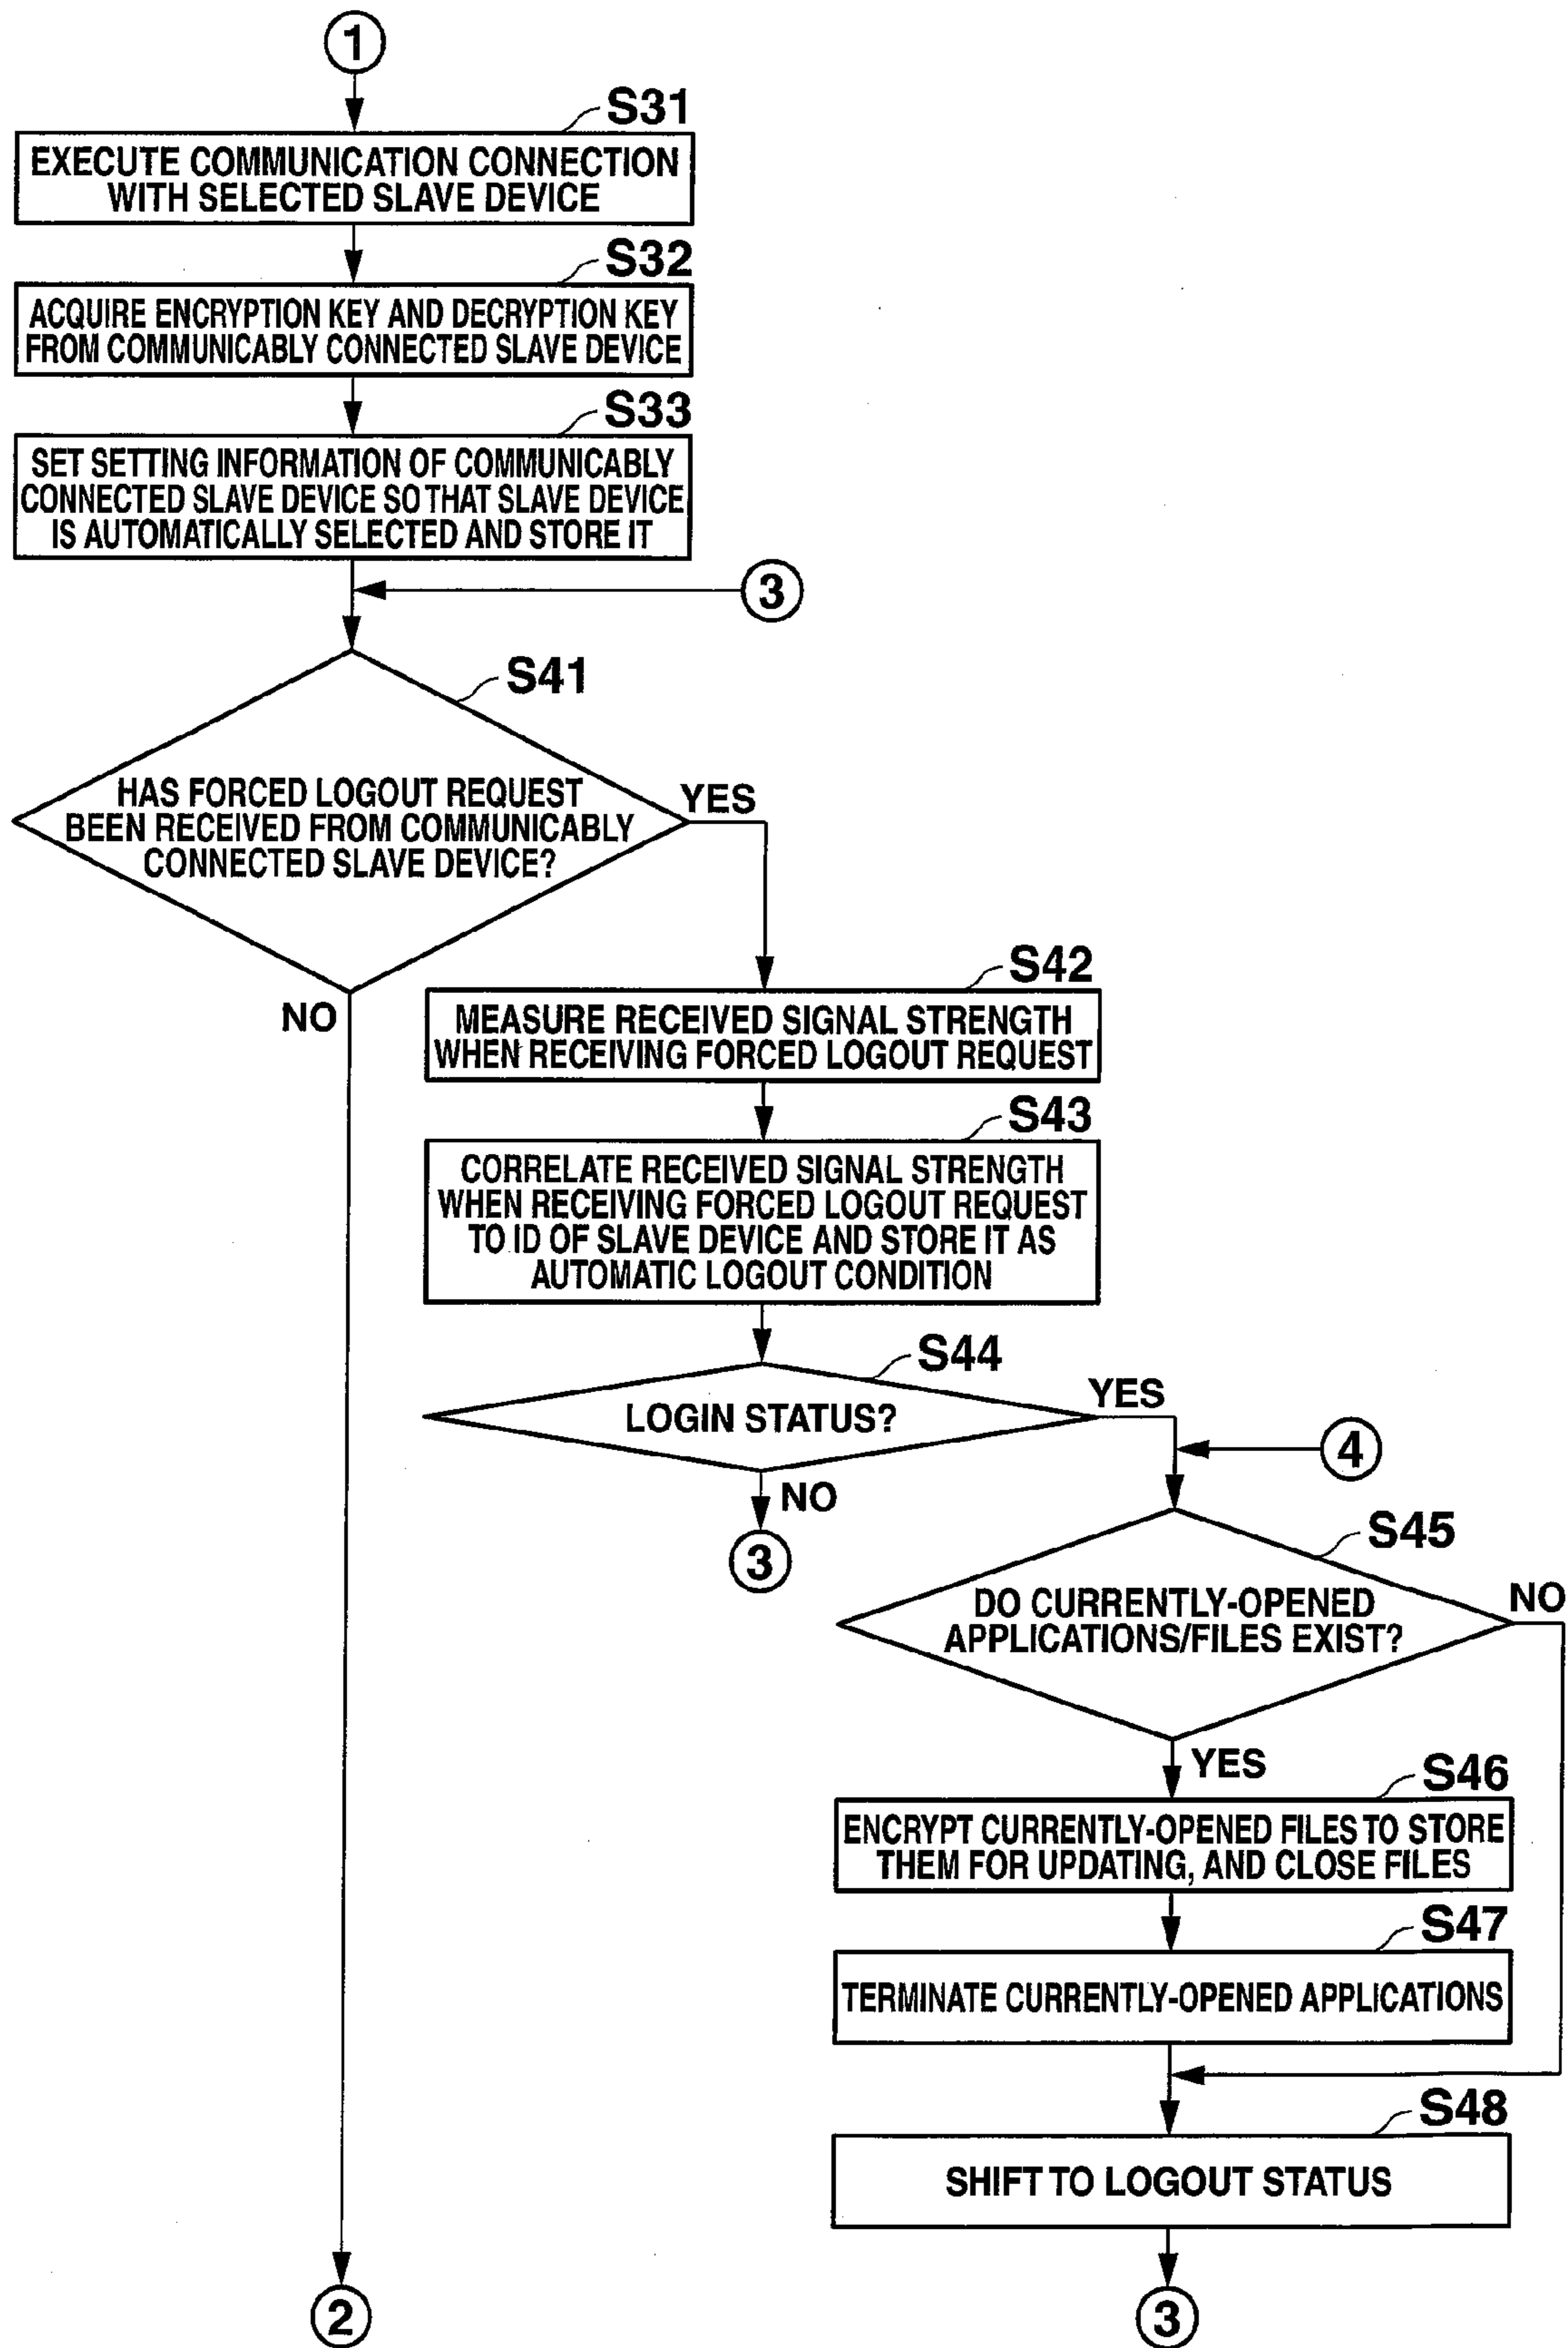 1
S31
EXECUTE COMMUNICATION CONNECTION
WITH SELECTED SLAVE DEVICE
S32
ACQUIRE ENCRYPTION KEY AND DECRYPTION KEY
FROM COMMUNICABLY CONNECTED SLAVE DEVICE
S33
SET SETTING INFORMATION OF COMMUNICABLY
CONNECTED SLAVE DEVICE SO THAT SLAVE DEVICE
IS AUTOMATICALLY SELECTED AND STORE IT
3
S41
HAS FORCED LOGOUT REQUEST
BEEN RECEIVED FROM COMMUNICABLY
CONNECTED SLAVE DEVICE?
YES
NO
S42
MEASURE RECEIVED SIGNAL STRENGTH
WHEN RECEIVING FORCED LOGOUT REQUEST
S43
CORRELATE RECEIVED SIGNAL STRENGTH
WHEN RECEIVING FORCED LOGOUT REQUEST
TO ID OF SLAVE DEVICE AND STORE IT AS
AUTOMATIC LOGOUT CONDITION
S44
LOGIN STATUS?
YES
4
NO
3
S45
DO CURRENTLY-OPENED
APPLICATIONS/FILES EXIST?
NO
YES
S46
ENCRYPT CURRENTLY-OPENED FILES TO STORE
THEM FOR UPDATING, AND CLOSE FILES
S47
TERMINATE CURRENTLY-OPENED APPLICATIONS
S48
SHIFT TO LOGOUT STATUS
2
3